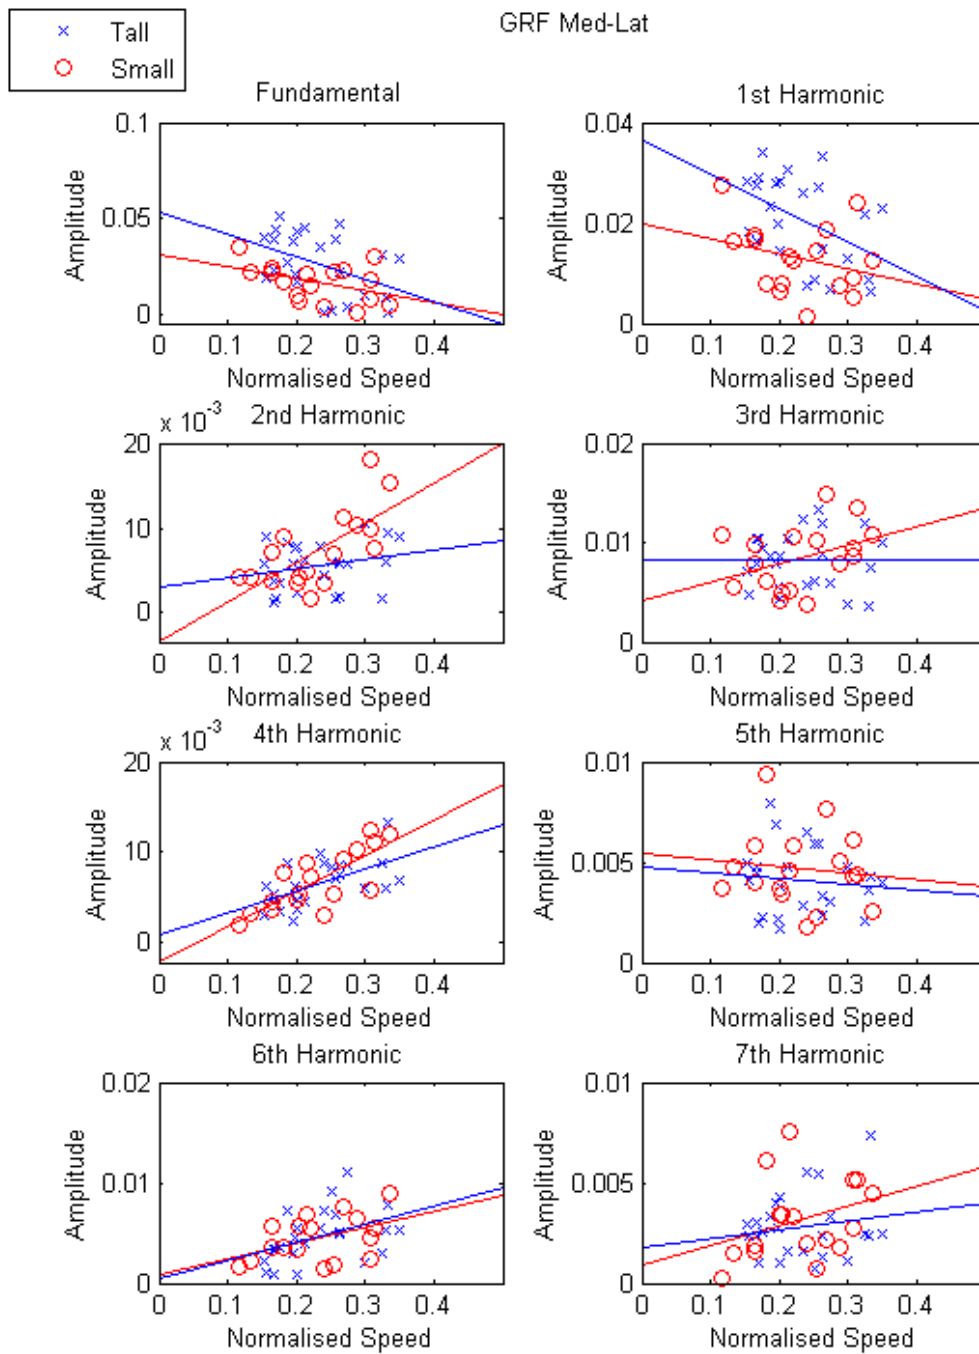 GRF Med-Lat
Tall
Small
Fundamental
0.1
0.05
0
Amplitude
0 0.1 0.2 0.3 0.4
Normalised Speed
1st Harmonic
0.04
0.02
0
Amplitude
0 0.1 0.2 0.3 0.4
Normalised Speed
x 10⁻³ 2nd Harmonic
20
10
0
Amplitude
0 0.1 0.2 0.3 0.4
Normalised Speed
3rd Harmonic
0.02
0.01
0
Amplitude
0 0.1 0.2 0.3 0.4
Normalised Speed
x 10⁻³ 4th Harmonic
20
10
0
Amplitude
0 0.1 0.2 0.3 0.4
Normalised Speed
5th Harmonic
0.01
0.005
0
Amplitude
0 0.1 0.2 0.3 0.4
Normalised Speed
6th Harmonic
0.02
0.01
0
Amplitude
0 0.1 0.2 0.3 0.4
Normalised Speed
7th Harmonic
0.01
0.005
0
Amplitude
0 0.1 0.2 0.3 0.4
Normalised Speed